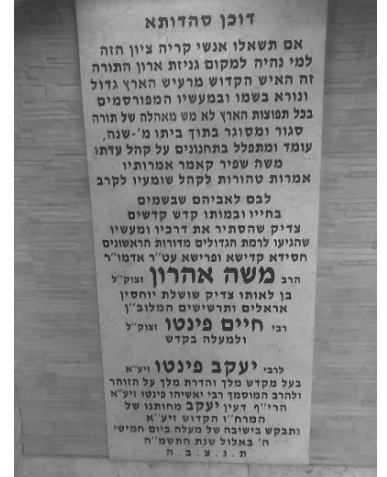 דוכן סהדותא
אם תשאלו אנשי קריה ציון הזה
למי נהיה למקום גניזת ארון התורה
זה האיש הקדוש מרעיש הארץ גדול
ונורא בשמו ובמעשיו המפורסמים
בכל תפוצות הארץ לא מש מאהלה של תורה
סגור ומסוגר בתוך ביתו מ'-שנה,
עומד ומתפלל בתחנונים על קהל עדתו
משה שפיר קאמר אמרותיו
אמרות טהורות לקהל שומעיו לקרב
לבם לאביהם שבשמים
בחייו ובמותו קדש קדשים
צדיק שהסתיר את דרכיו ומעשיו
שהגיעו לרמת הגדולים מדורות הראשונים
חסידא קדישא ופרישא עט"ר אדמו"ר
הרב משה אהרון זצוק"ל
בן לאותו צדיק שושלת יוחסין
אראלים ותרשישים המלוב"ן
רבי חיים פינטו זצוק"ל
ולמעלה בקדש
לרבי יעקב פינטו זיע"א
בעל מקדש מלך והדרת מלך על הזוהר
ולהרב המוסמך רבי יאשיהו פינטו זיע"א
הרי"ף דעין יעקב מחותנו של
המרח"ו הקדוש זיע"א
נתבקש בישיבה של מעלה ביום חמישי
ה' באלול שנת התשמ"ה
ת.נ.צ.ב.ה